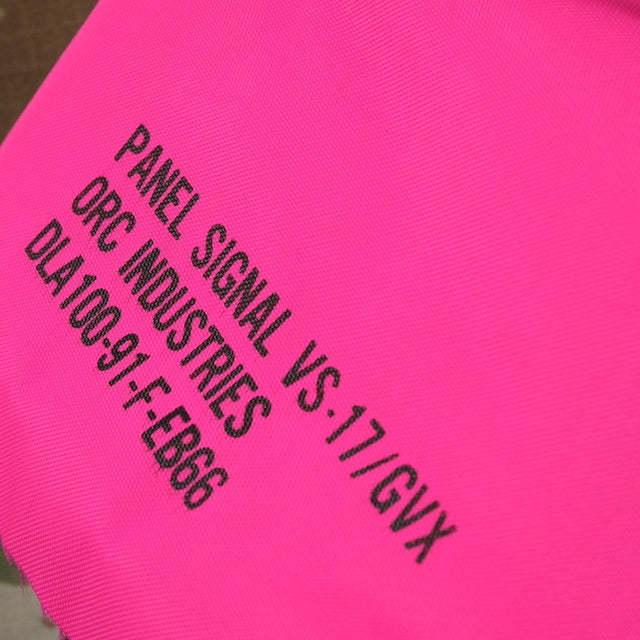 PANEL SIGNAL VS-17/GVX
ORC INDUSTRIES
DLA100-91-F-EB66